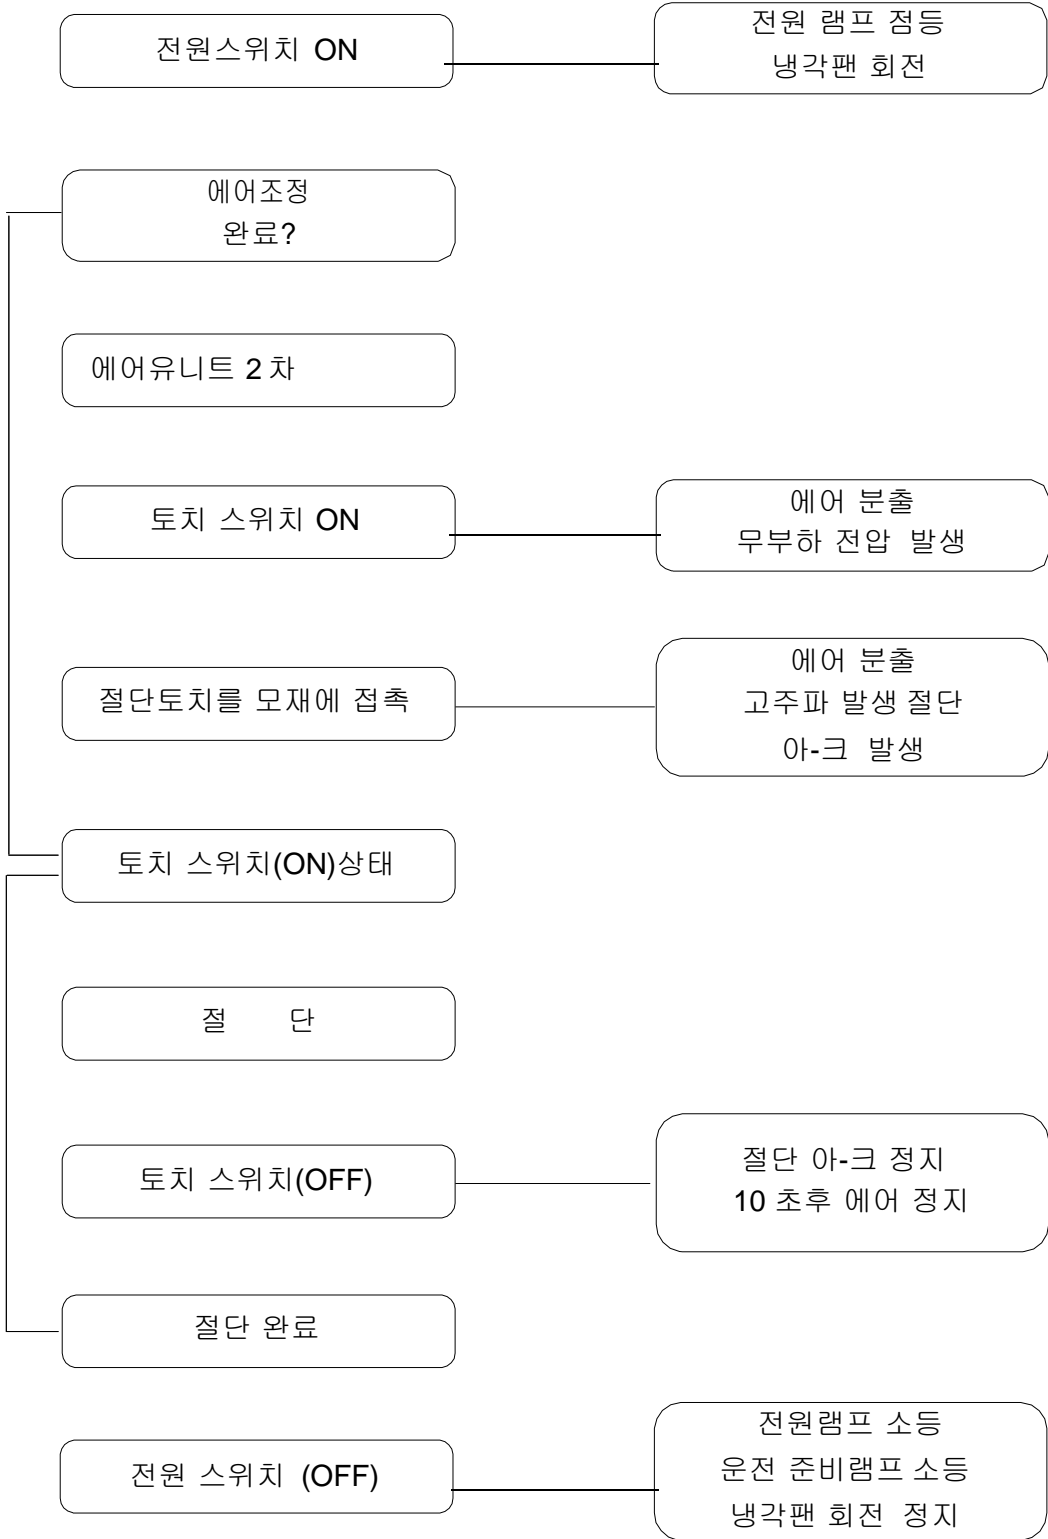 전원스위치 ON
전원 램프 점등
냉각팬 회전
에어조정
완료?
에어유니트 2 차
토치 스위치 ON
에어 분출
무부하 전압 발생
절단토치를 모재에 접촉
에어 분출
고주파 발생 절단
아-크 발생
토치 스위치(ON)상태
절 단
토치 스위치(OFF)
절단 아-크 정지
10 초후 에어 정지
절단 완료
전원 스위치 (OFF)
전원램프 소등
운전 준비램프 소등
냉각팬 회전 정지